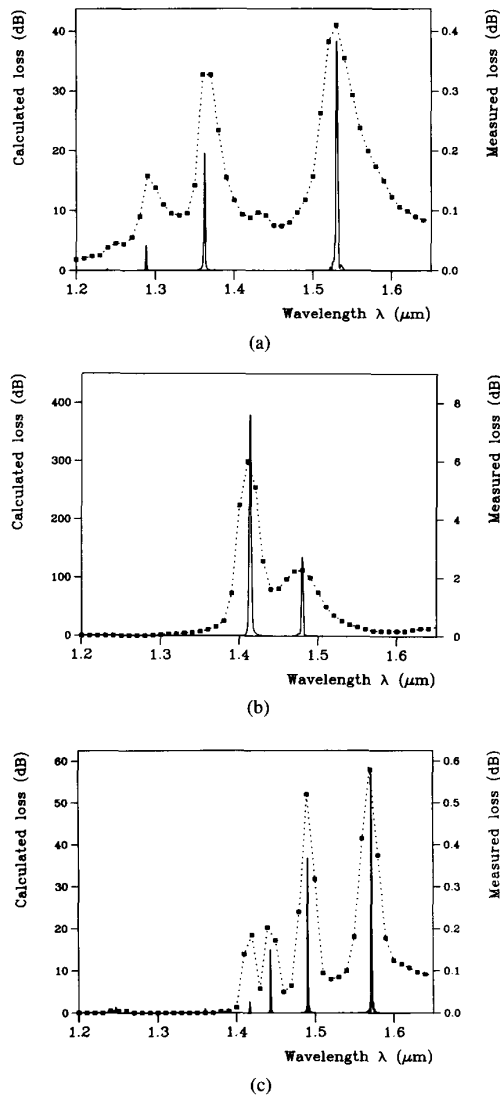 Calculated loss (dB)
Measured loss (dB)
40
30
20
10
0
0.4
0.3
0.2
0.1
0.0
1.2 1.3 1.4 1.5 1.6
Wavelength λ (μm)
(a)
Calculated loss (dB)
Measured loss (dB)
400
300
200
100
0
8
6
4
2
0
1.2 1.3 1.4 1.5 1.6
Wavelength λ (μm)
(b)
Calculated loss (dB)
Measured loss (dB)
60
50
40
30
20
10
0
0.6
0.5
0.4
0.3
0.2
0.1
0.0
1.2 1.3 1.4 1.5 1.6
Wavelength λ (μm)
(c)